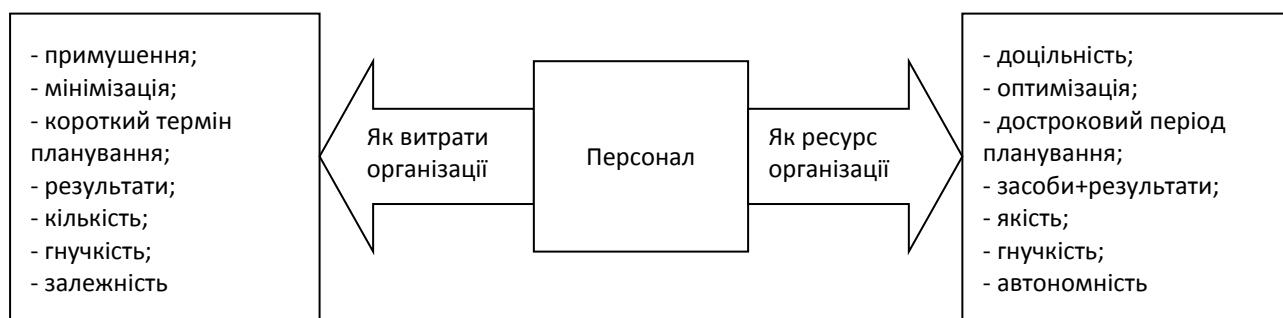 - примушення;
- мінімізація;
- короткий термін
планування;
- результати;
- кількість;
- гнучкість;
- залежність
Як витрати
організації
Персонал
Як ресурс
організації
- доцільність;
- оптимізація;
- достроковий період
планування;
- засоби+результати;
- якість;
- гнучкість;
- автономність